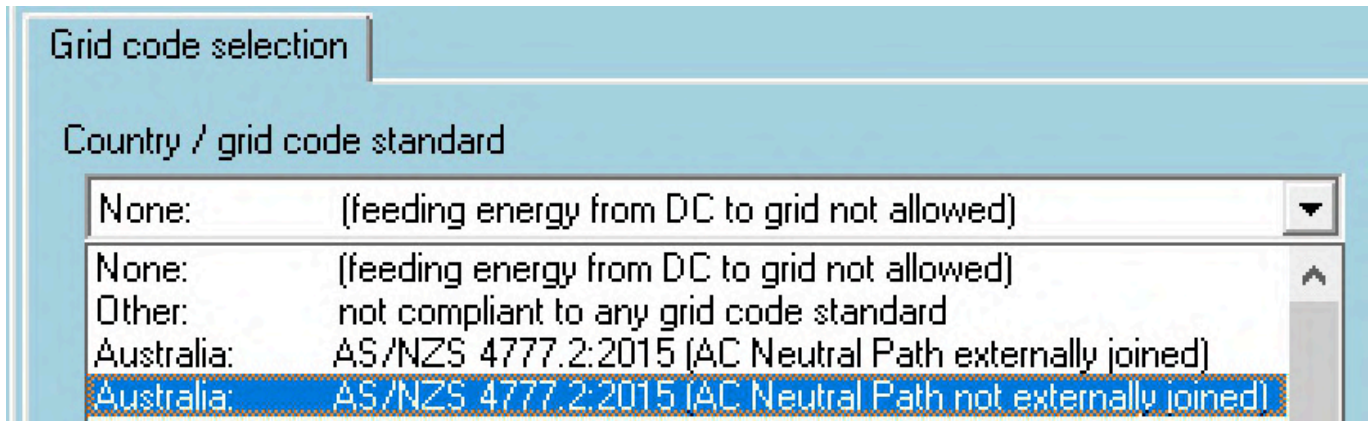 Grid code selection
Country / grid code standard
None: (feeding energy from DC to grid not allowed)
None: (feeding energy from DC to grid not allowed)
Other: not compliant to any grid code standard
Australia: AS/NZS 4777.2:2015 (AC Neutral Path externally joined)
Australia: AS/NZS 4777.2:2015 (AC Neutral Path not externally joined)